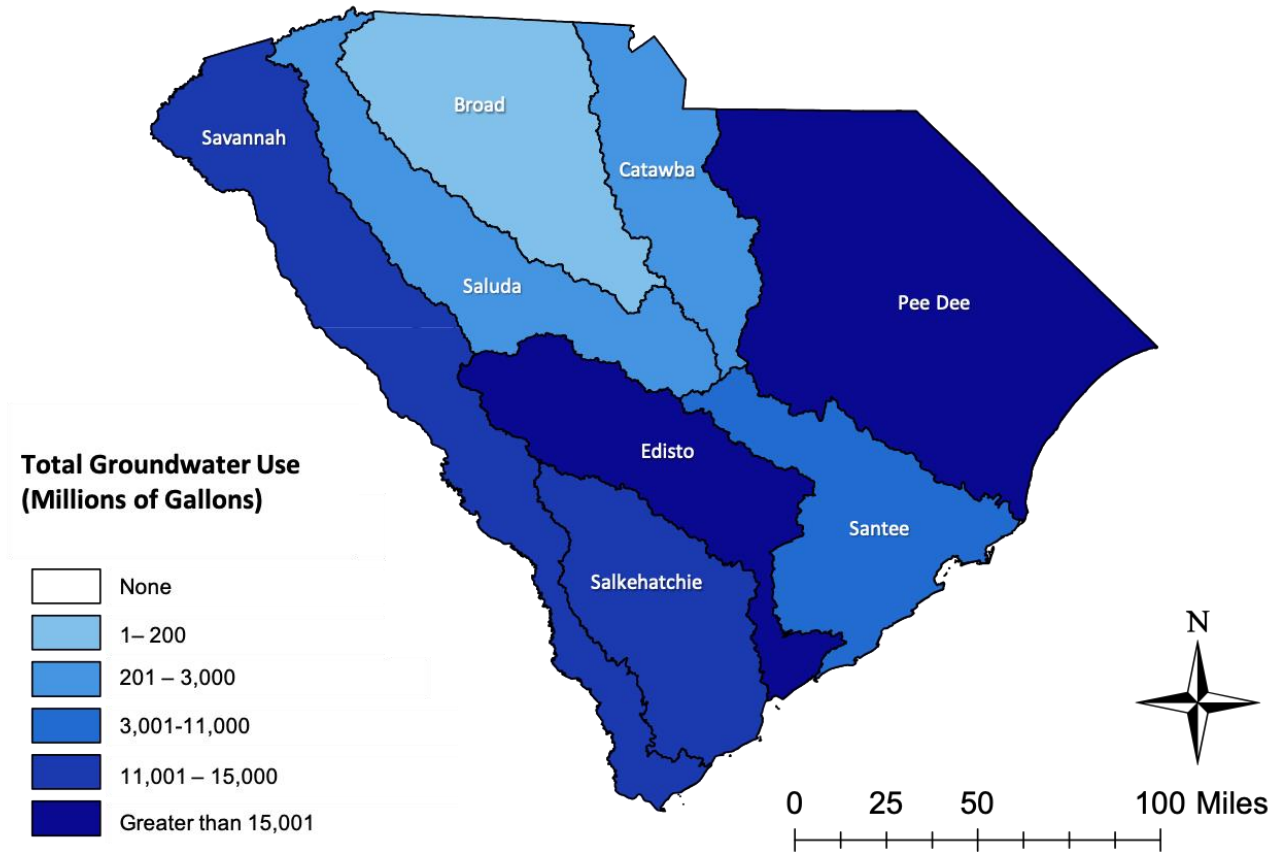 Broad
Savannah
Catawba
Saluda
Pee Dee
Edisto
Santee
Salkehatchie
Total Groundwater Use
(Millions of Gallons)
None
1– 200
201 – 3,000
3,001-11,000
11,001 – 15,000
Greater than 15,001
N
0 25 50 100 Miles